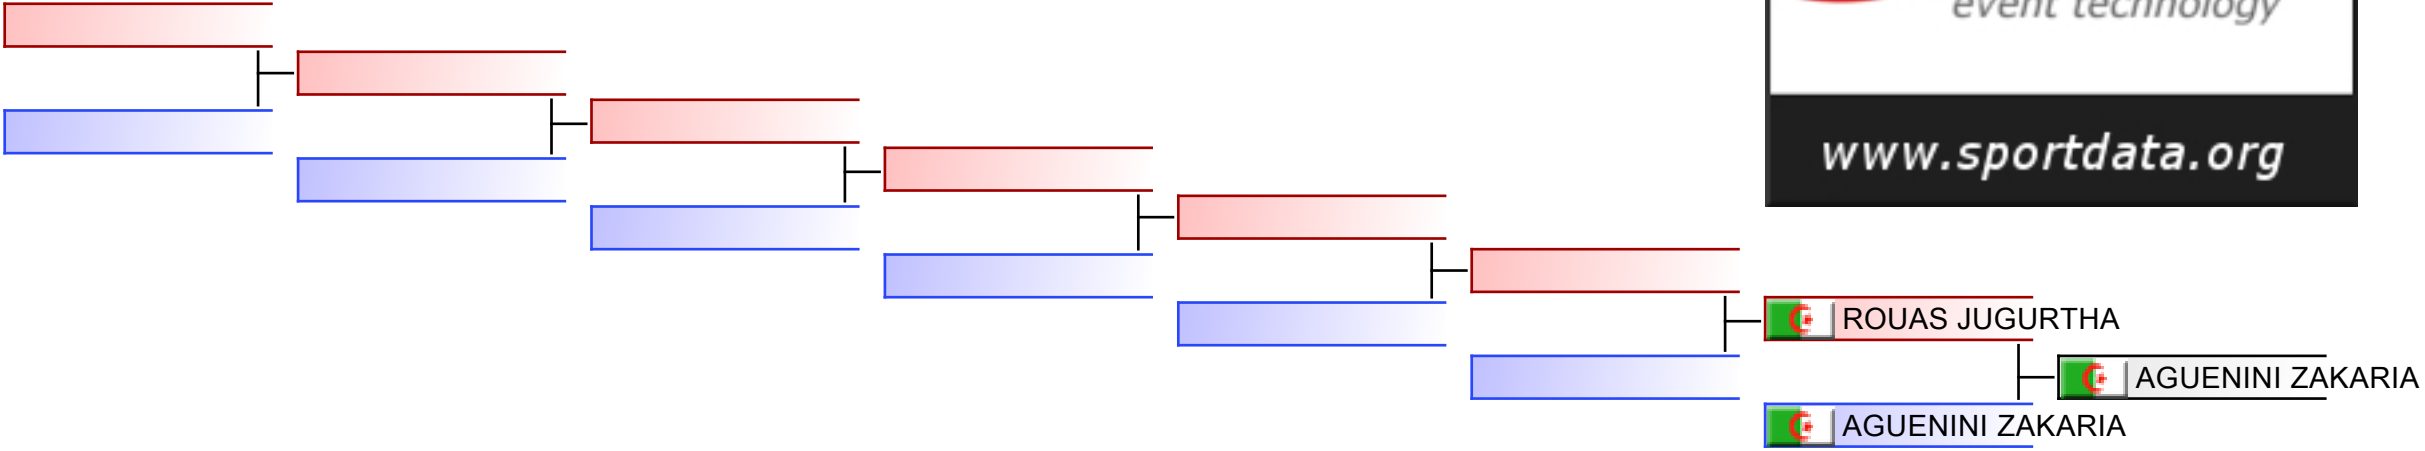 event technology
www.sportdata.org
ROUAS JUGURTHA
AGUENINI ZAKARIA
AGUENINI ZAKARIA